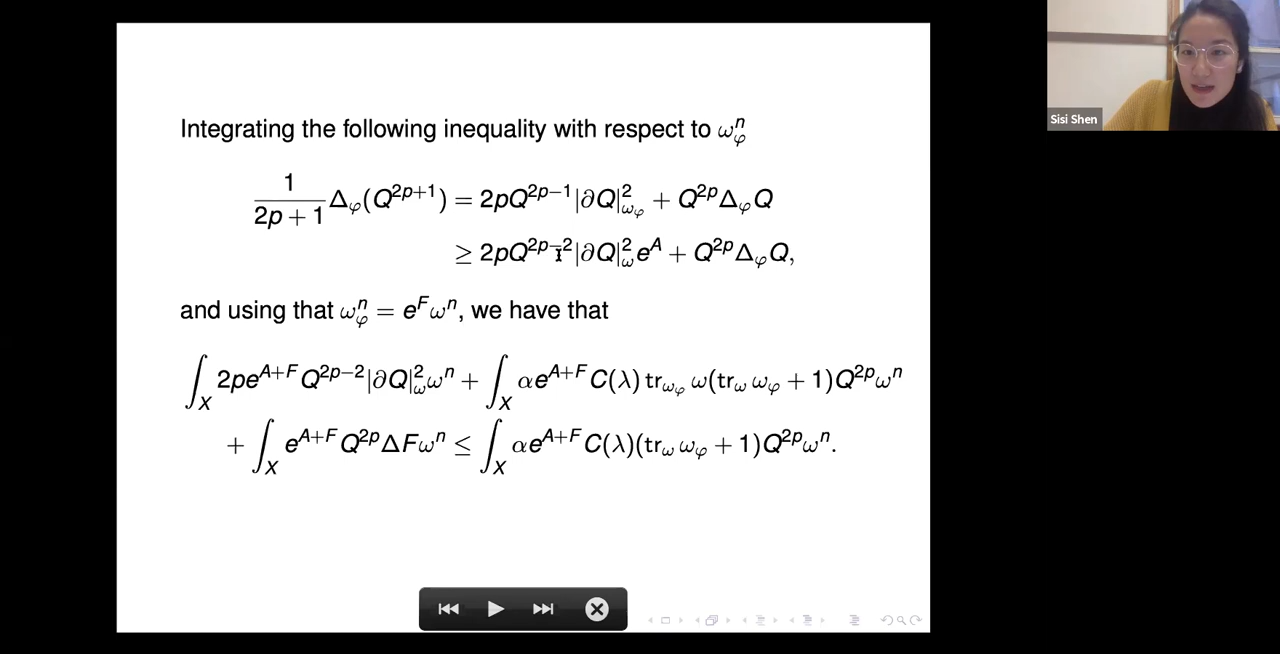 Integrating the following inequality with respect to ω_φ^n
\frac{1}{2p + 1} Δ_φ(Q^{2p+1}) = 2pQ^{2p−1}|∂Q|^2_{ω_φ} + Q^{2p}Δ_φQ
≥ 2pQ^{2p−2}|∂Q|^2_ω e^A + Q^{2p}Δ_φQ,
and using that ω_φ^n = e^F ω^n, we have that
∫_X 2pe^{A+F}Q^{2p−2}|∂Q|^2_ω ω^n + ∫_X αe^{A+F}C(λ) tr_{ω_φ} ω(tr_ω ω_φ + 1)Q^{2p}ω^n
+ ∫_X e^{A+F}Q^{2p}ΔFω^n ≤ ∫_X αe^{A+F}C(λ)(tr_ω ω_φ + 1)Q^{2p}ω^n.
Sisi Shen